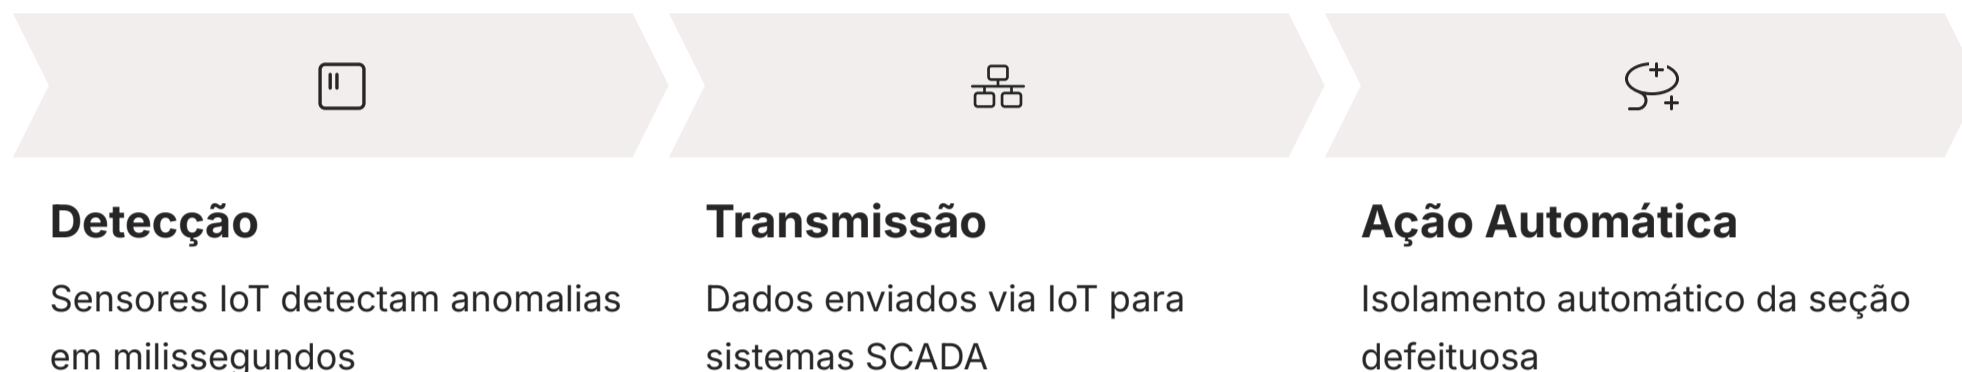 Detecção
Sensores IoT detectam anomalias
em milissegundos
Transmissão
Dados enviados via IoT para
sistemas SCADA
Ação Automática
Isolamento automático da seção
defeituosa